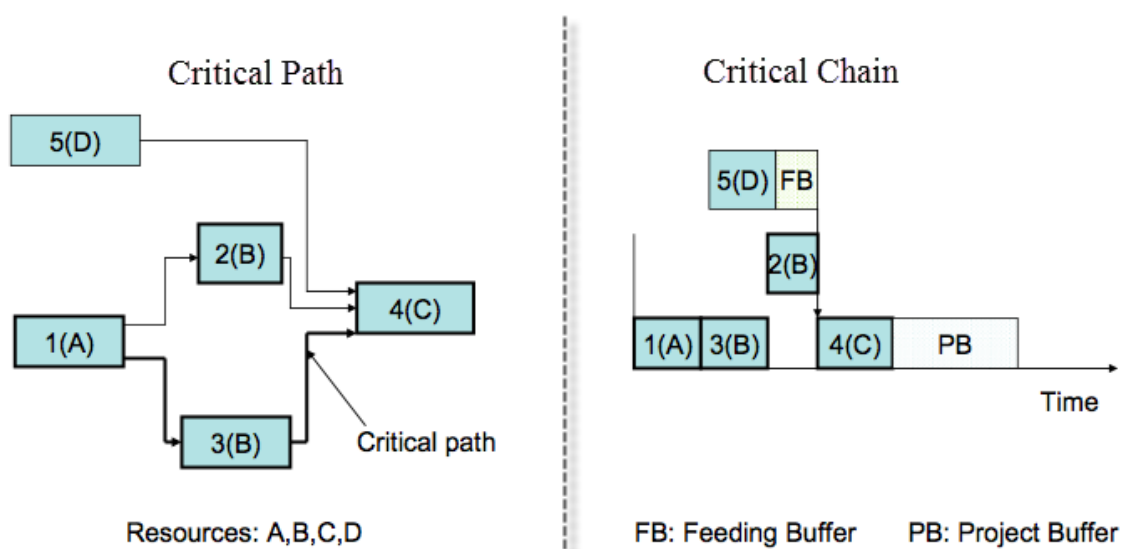 Critical Path
5(D)
2(B)
4(C)
1(A)
3(B)
Critical path
Resources: A,B,C,D
Critical Chain
5(D) FB
2(B)
1(A) 3(B) 4(C) PB
Time
FB: Feeding Buffer PB: Project Buffer